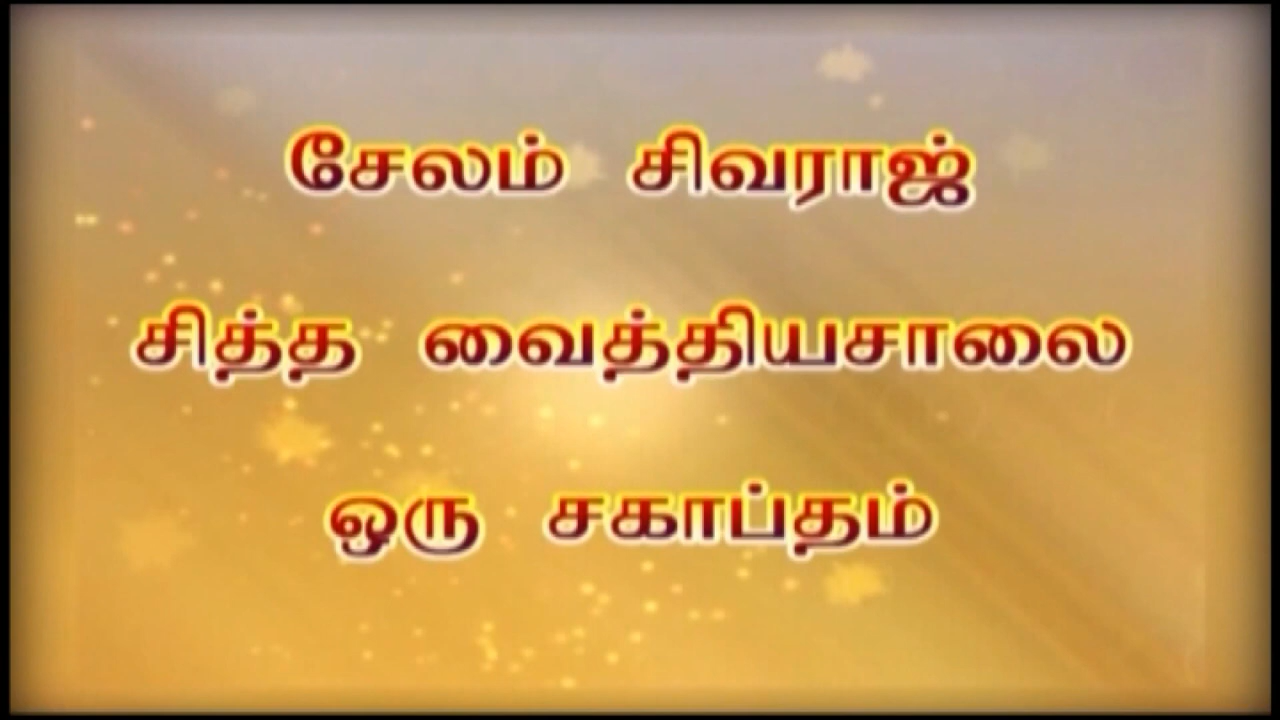 சேலம் சிவராஜ்
சித்த வைத்தியசாலை
ஒரு சகாப்தம்